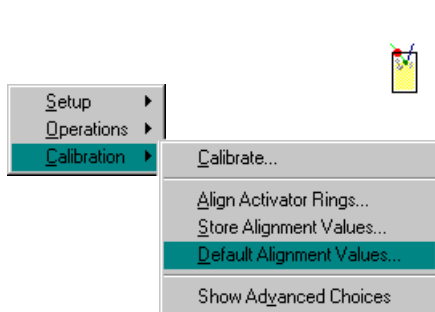 Setup
Operations
Calibration
Calibrate...
Align Activator Rings...
Store Alignment Values...
Default Alignment Values...
Show Advanced Choices